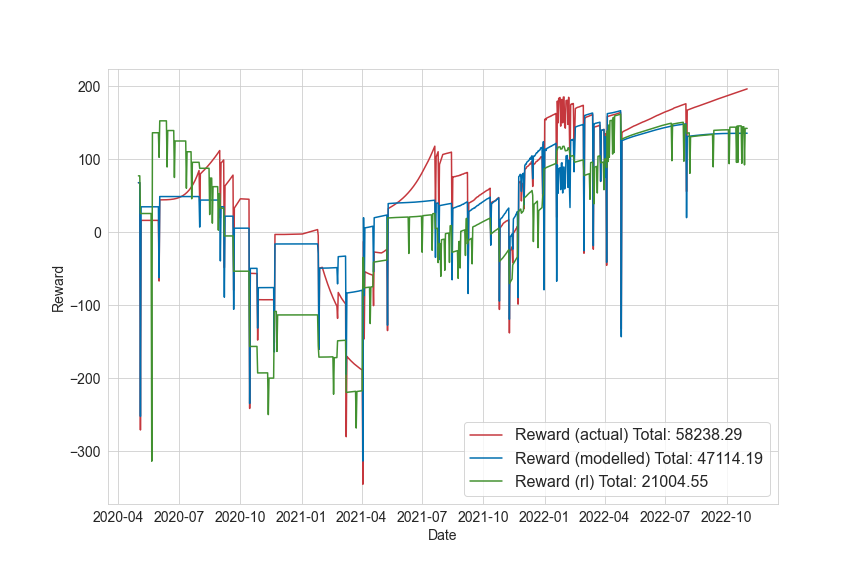 200
100
0
−100
−200
−300
Reward
Reward (actual) Total: 58238.29
Reward (modelled) Total: 47114.19
Reward (rl) Total: 21004.55
2020-04 2020-07 2020-10 2021-01 2021-04 2021-07 2021-10 2022-01 2022-04 2022-07 2022-10
Date